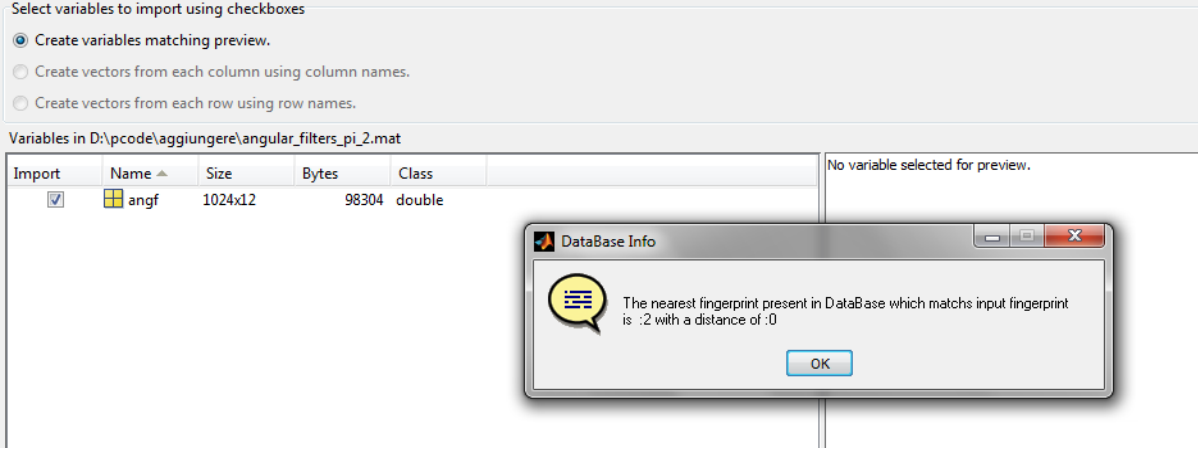 Select variables to import using checkboxes
Create variables matching preview.
Create vectors from each column using column names.
Create vectors from each row using row names.
Variables in D:\pcode\aggiungere\angular_filters_pi_2.mat
Import Name Size Bytes Class
angf 1024x12 98304 double
No variable selected for preview.
DataBase Info
The nearest fingerprint present in DataBase which matchs input fingerprint
is :2 with a distance of :0
OK